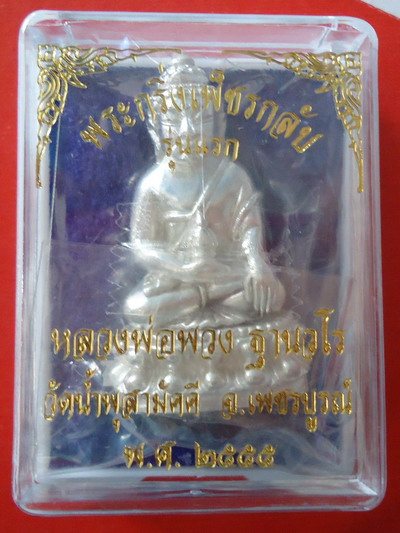 พระกริ่งเพ็ชรกลับ
รุ่นแรก
หลวงพ่อพวง ฐานวโร
วัดน้ำพุสามัคคี จ.เพชรบูรณ์
พ.ศ. ๒๕๕๕